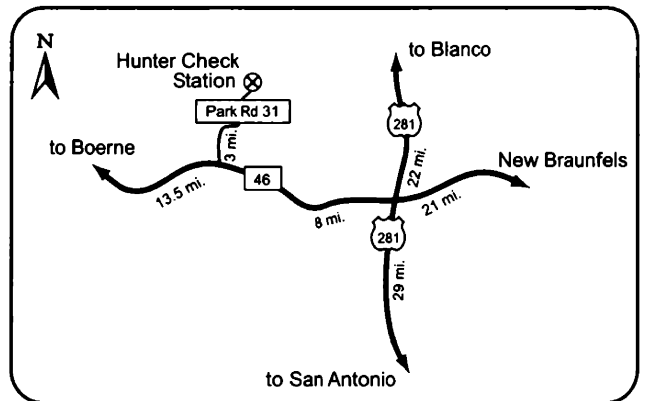 N
Hunter Check
Station
to Blanco
Park Rd 31
281
to Boerne
3 mi.
New Braunfels
46
22 mi.
13.5 mi.
8 mi.
21 mi.
281
29 mi.
to San Antonio